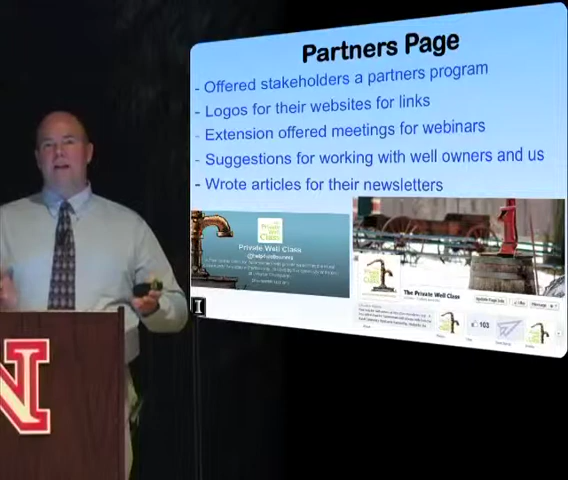 Partners Page
- Offered stakeholders a partners program
- Logos for their websites for links
- Extension offered meetings for webinars
- Suggestions for working with well owners and us
- Wrote articles for their newsletters
Private Well Class
The Private Well Class
103
I
N